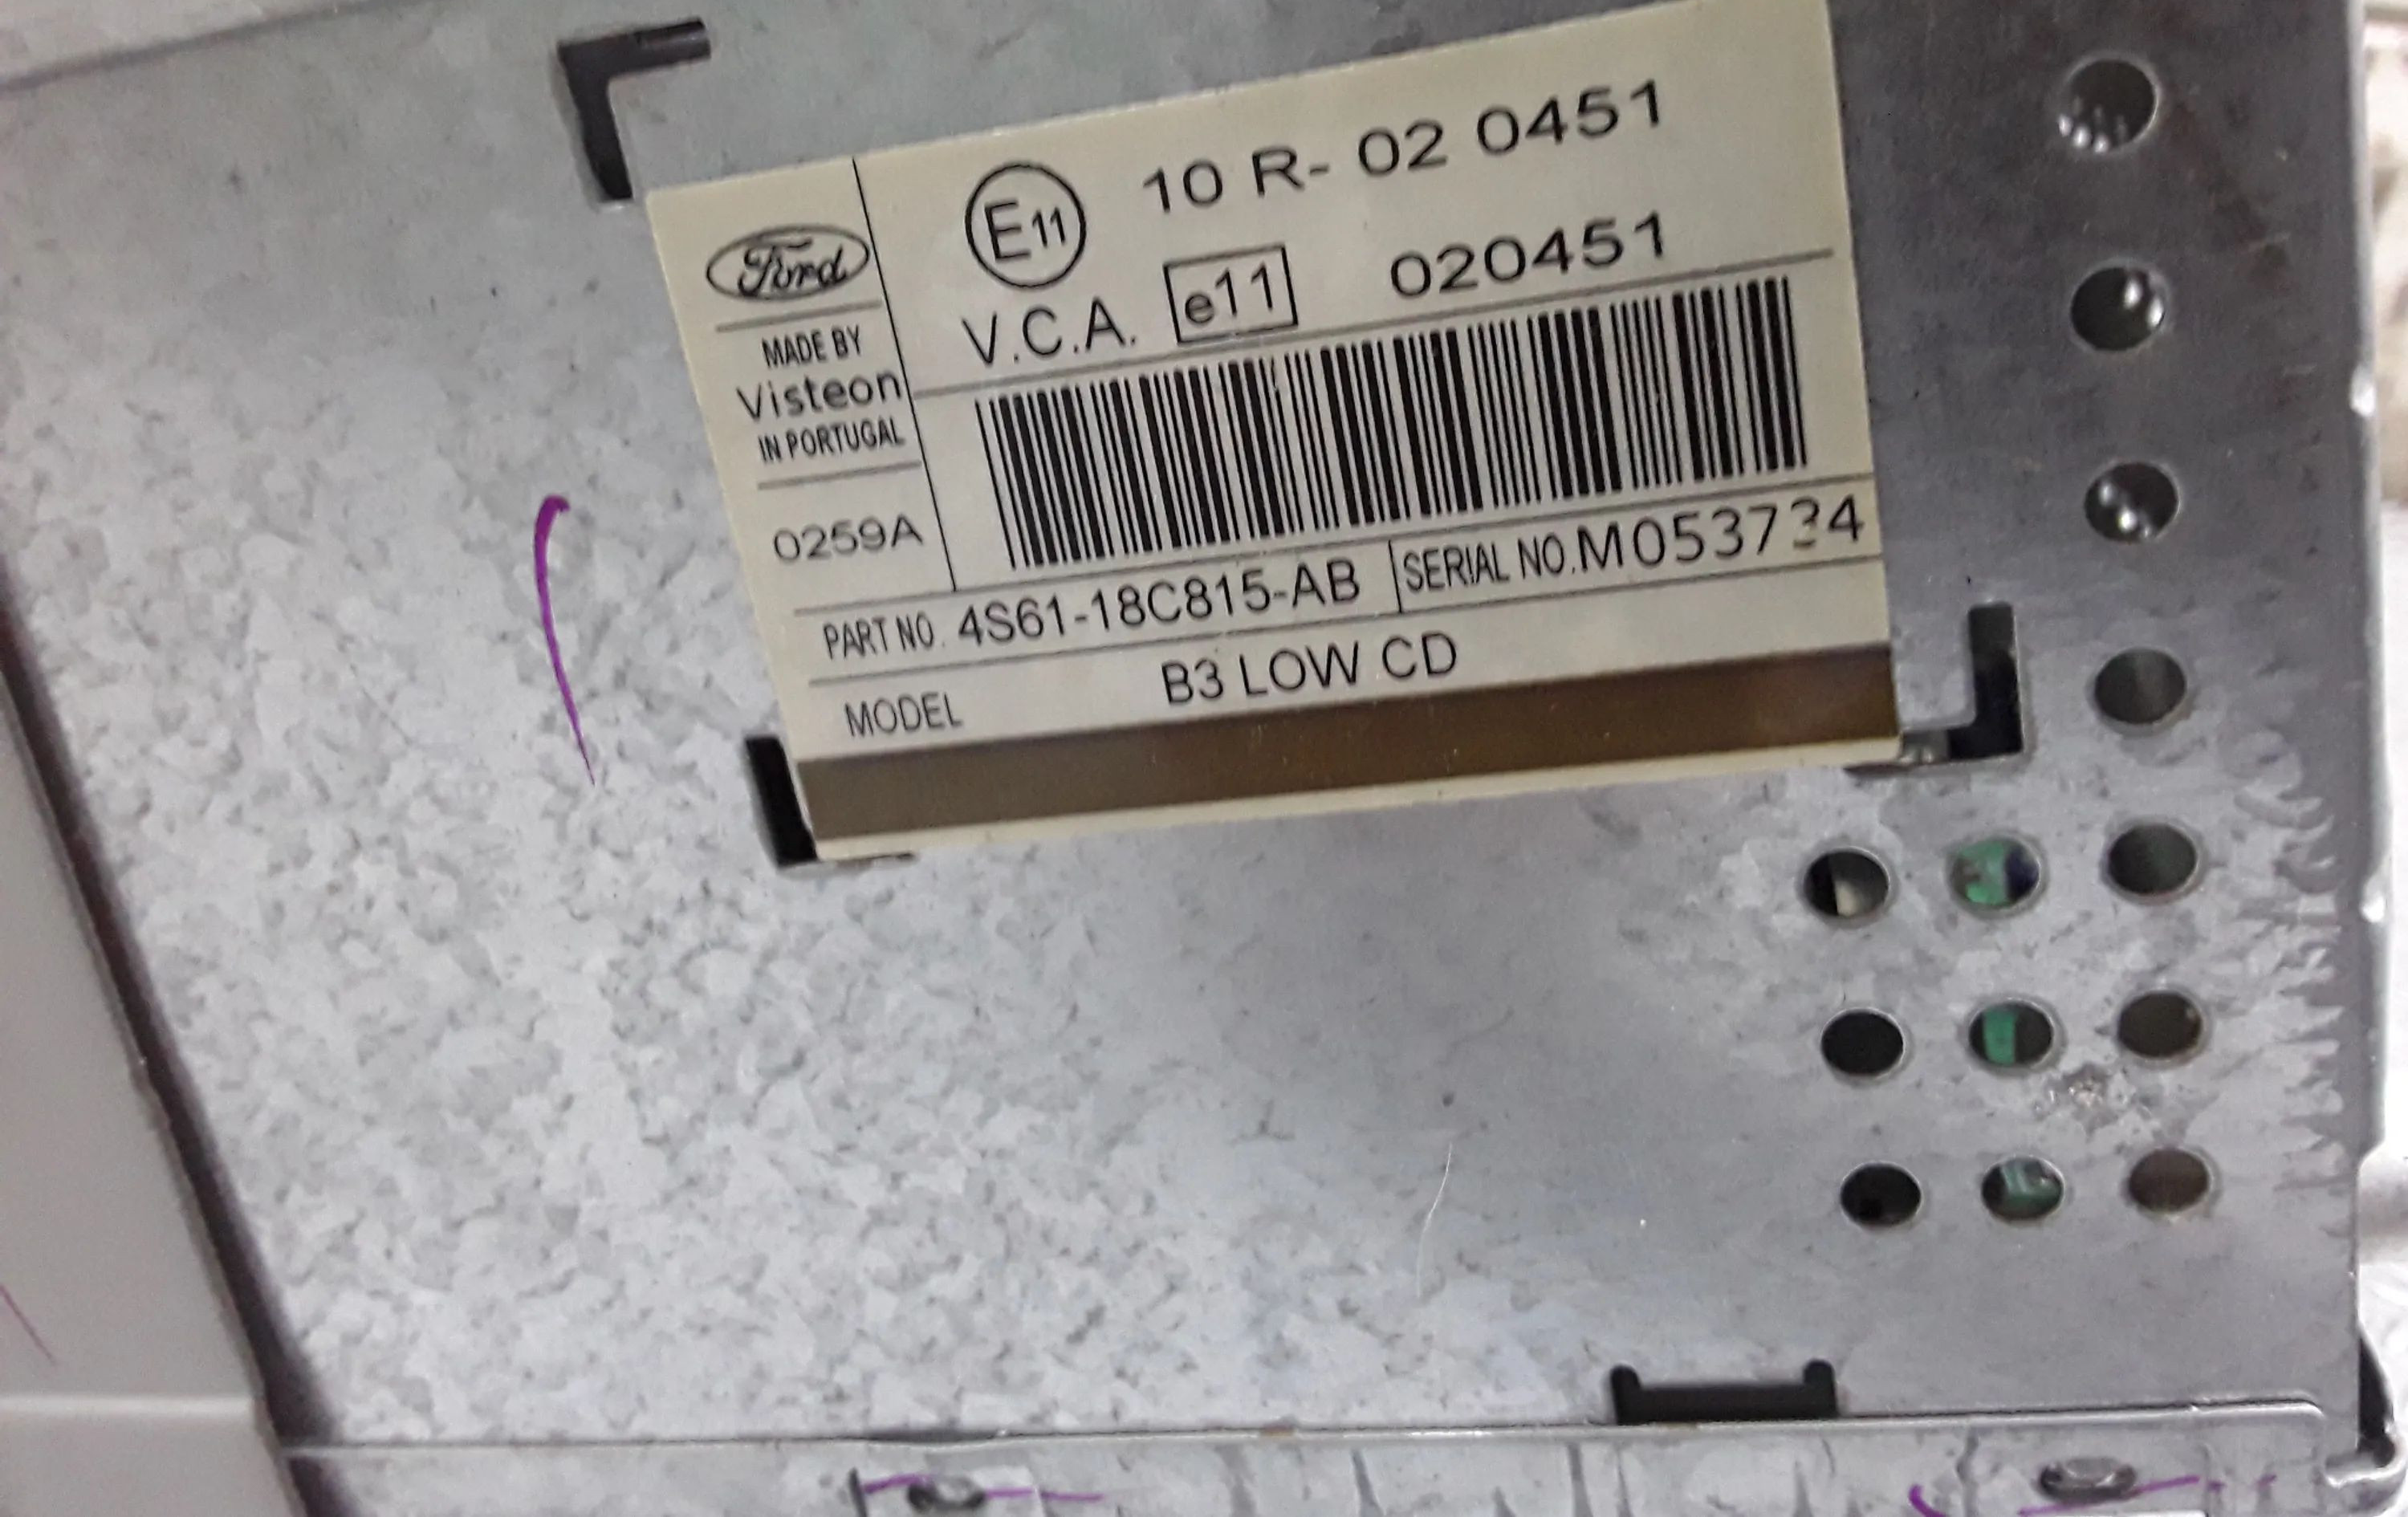 Ford
MADE BY
Visteon
IN PORTUGAL
0259A
E11 10 R- 02 0451
V.C.A. e11 020451
PART NO. 4S61-18C815-AB
SERIAL NO. M053734
MODEL B3 LOW CD